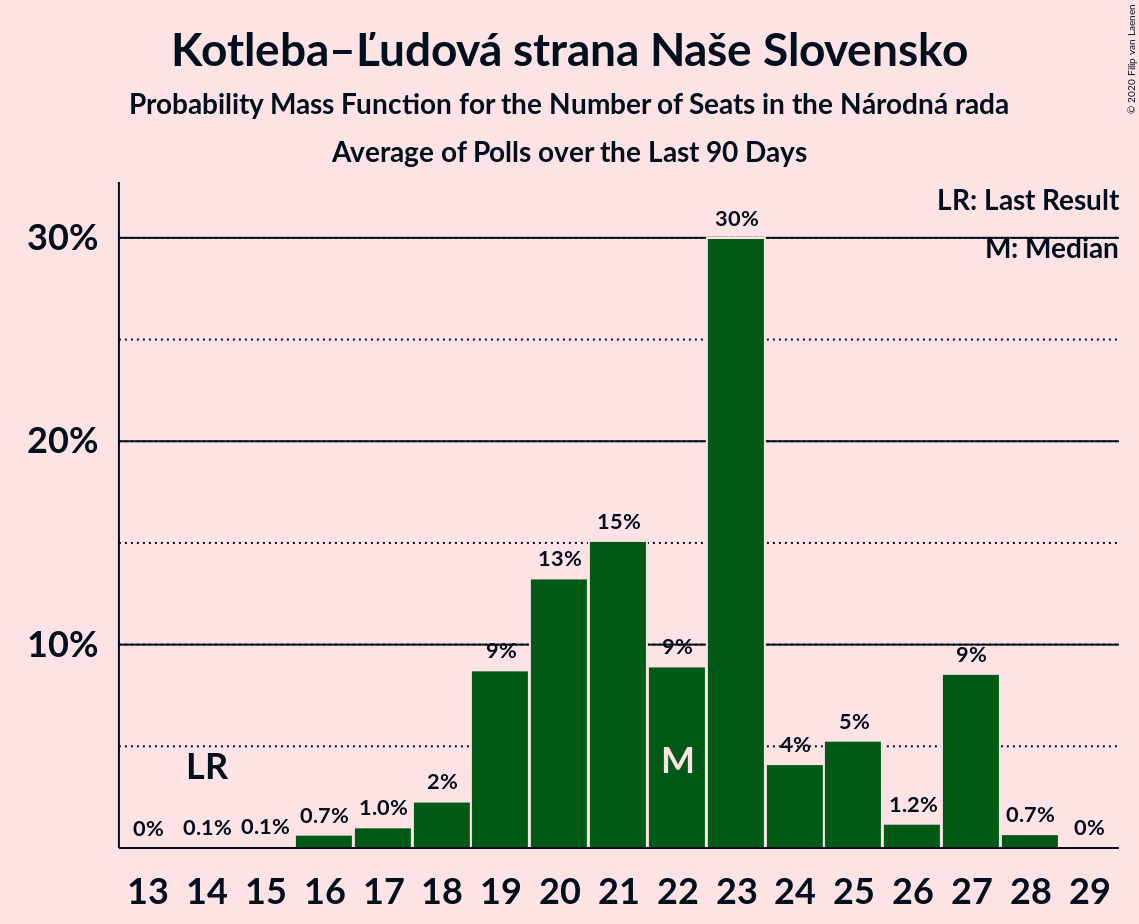 Kotleba–Ľudová strana Naše Slovensko
Probability Mass Function for the Number of Seats in the Národná rada
Average of Polls over the Last 90 Days
© 2020 Filip van Laenen
LR: Last Result
M: Median
30%
20%
10%
0% 0.1% 0.1% 0.7% 1.0% 2% 9% 13% 15% 9% 30% 4% 5% 1.2% 9% 0.7% 0%
LR
M
13 14 15 16 17 18 19 20 21 22 23 24 25 26 27 28 29